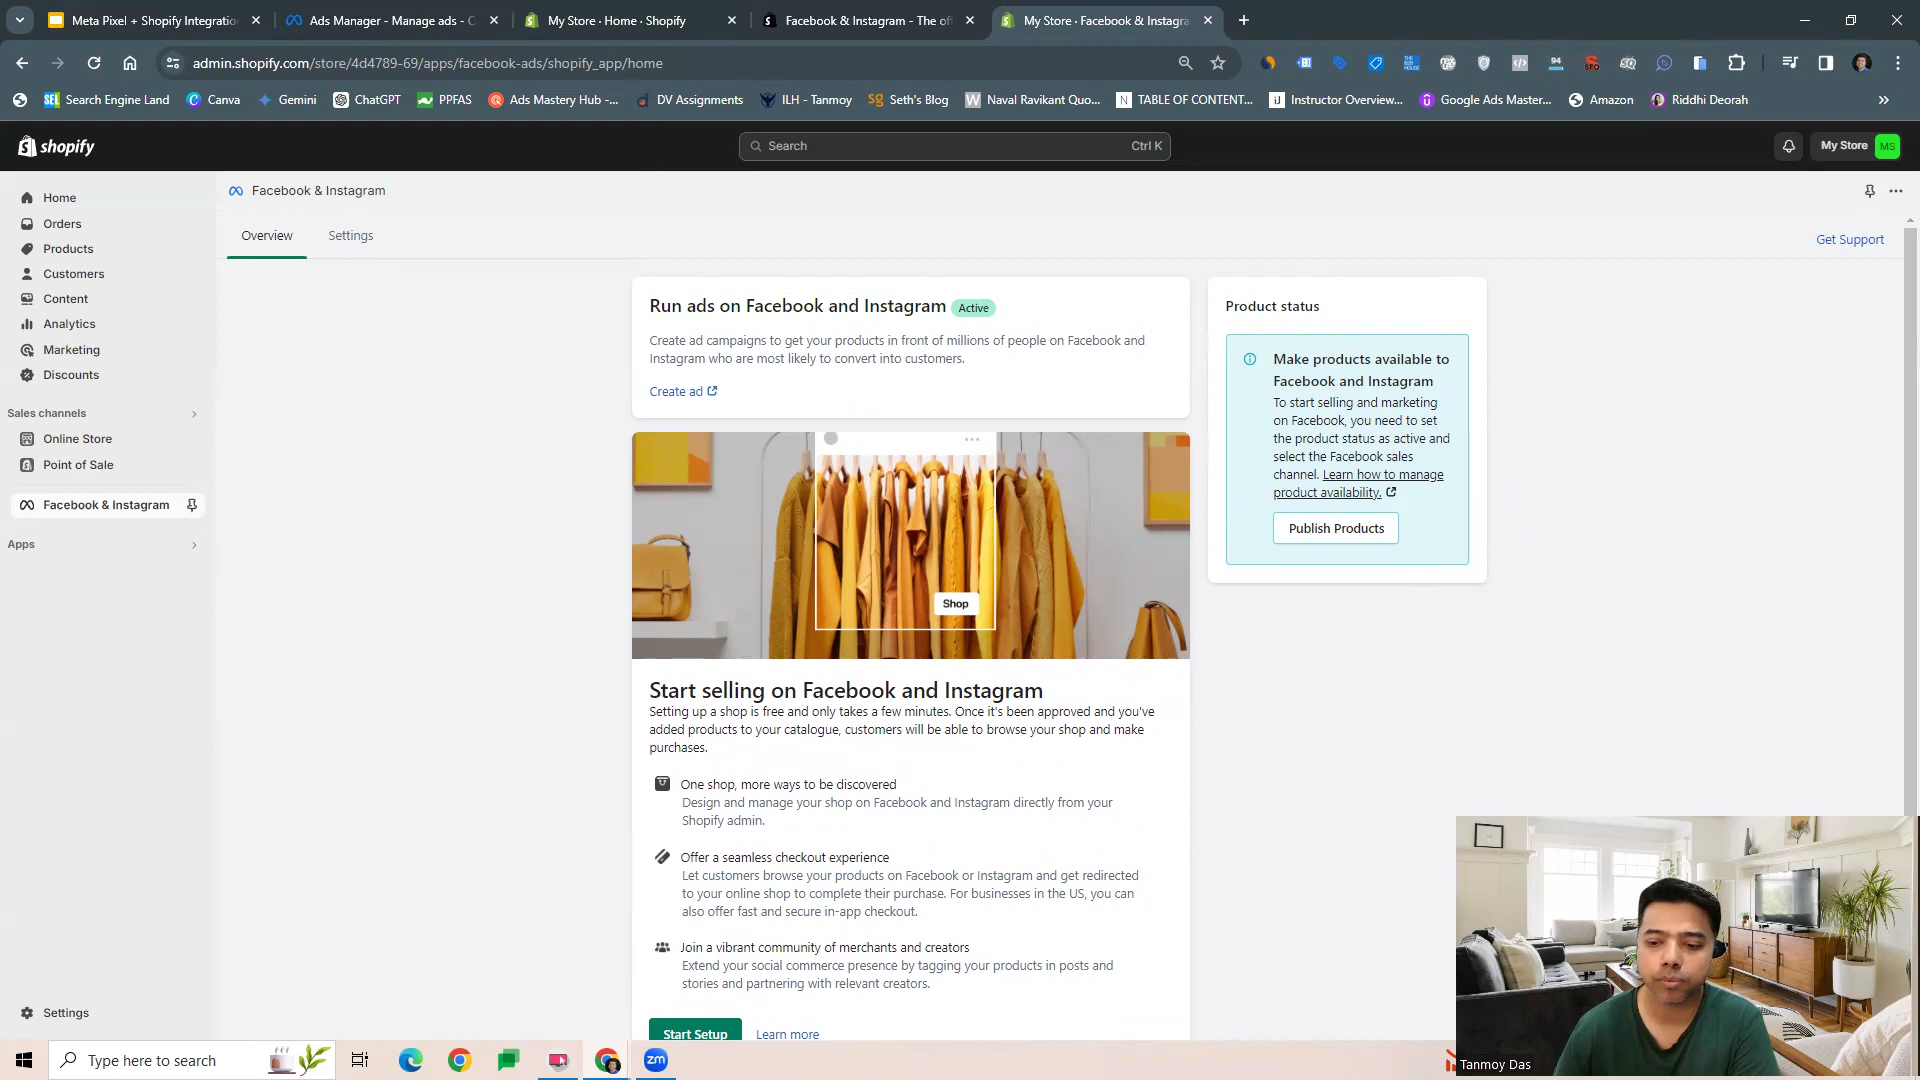 Meta Pixel + Shopify Integration
Ads Manager - Manage ads - C
My Store · Home · Shopify
Facebook & Instagram - The of
My Store · Facebook & Instagra
admin.shopify.com/store/4d4789-69/apps/facebook-ads/shopify_app/home
Search Engine Land
Canva
Gemini
ChatGPT
PPFAS
Ads Mastery Hub -...
DV Assignments
ILH - Tanmoy
Seth's Blog
Naval Ravikant Quo...
TABLE OF CONTENT...
Instructor Overview...
Google Ads Master...
Amazon
Riddhi Deorah
shopify
Search
Ctrl K
My Store
MS
Home
Orders
Products
Customers
Content
Analytics
Marketing
Discounts
Sales channels
Online Store
Point of Sale
Facebook & Instagram
Apps
Settings
Facebook & Instagram
Overview
Settings
Get Support
Run ads on Facebook and Instagram
Active
Create ad campaigns to get your products in front of millions of people on Facebook and
Instagram who are most likely to convert into customers.
Create ad
Shop
Start selling on Facebook and Instagram
Setting up a shop is free and only takes a few minutes. Once it's been approved and you've
added products to your catalogue, customers will be able to browse your shop and make
purchases.
One shop, more ways to be discovered
Design and manage your shop on Facebook and Instagram directly from your
Shopify admin.
Offer a seamless checkout experience
Let customers browse your products on Facebook or Instagram and get redirected
to your online shop to complete their purchase. For businesses in the US, you can
also offer fast and secure in-app checkout.
Join a vibrant community of merchants and creators
Extend your social commerce presence by tagging your products in posts and
stories and partnering with relevant creators.
Start Setup
Learn more
Product status
Make products available to
Facebook and Instagram
To start selling and marketing
on Facebook, you need to set
the product status as active and
select the Facebook sales
channel. Learn how to manage
product availability.
Publish Products
Type here to search
zm
Tanmoy Das